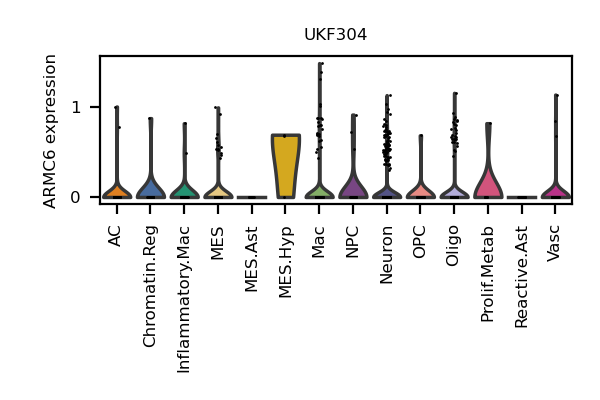 UKF304
ARMC6 expression
1
0
AC
Chromatin.Reg
Inflammatory.Mac
MES
MES.Ast
MES.Hyp
Mac
NPC
Neuron
OPC
Oligo
Prolif.Metab
Reactive.Ast
Vasc